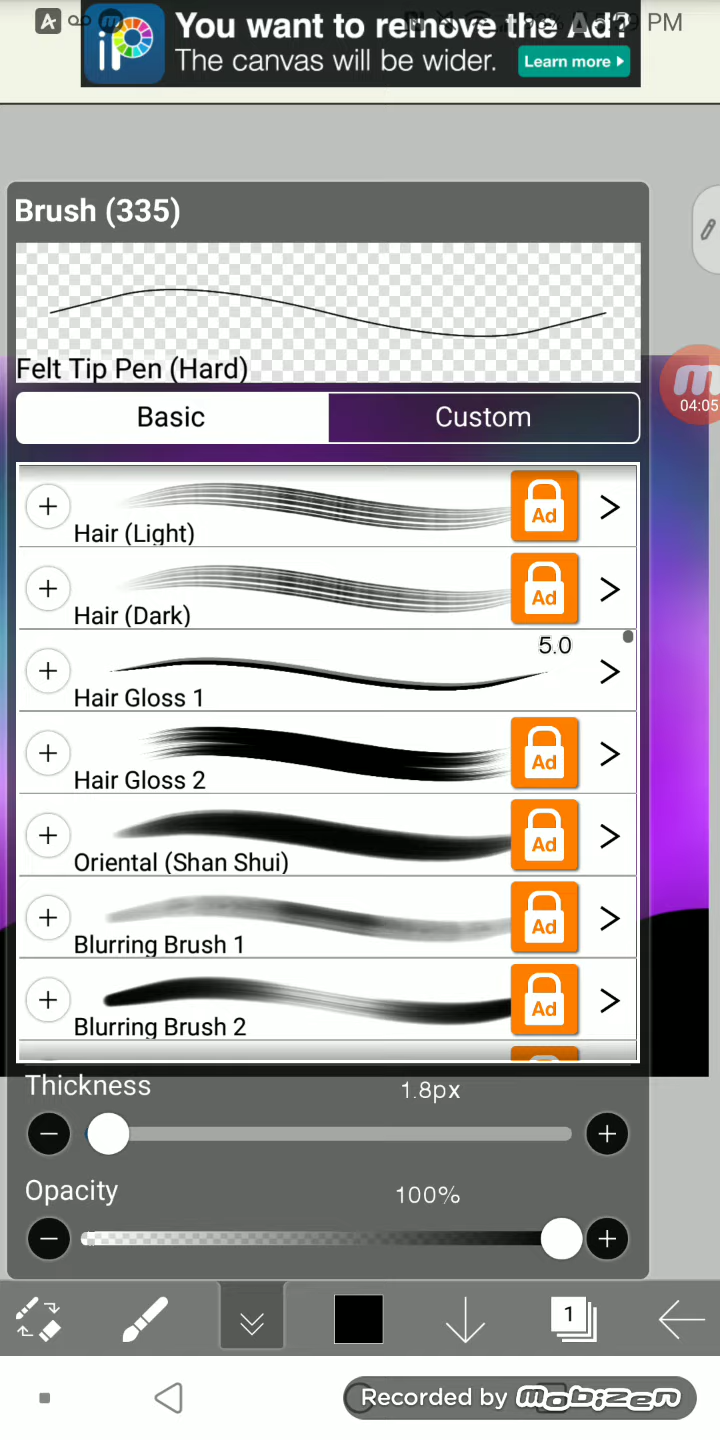 You want to remove the Ad?
PM
iP
The canvas will be wider.
Learn more
Brush (335)
Felt Tip Pen (Hard)
04:05
Basic
Custom
Ad
Hair (Light)
Ad
Hair (Dark)
5.0
Hair Gloss 1
Ad
Hair Gloss 2
Ad
Oriental (Shan Shui)
Ad
Blurring Brush 1
Ad
Blurring Brush 2
Thickness
1.8px
Opacity
100%
1
Recorded by mobizen